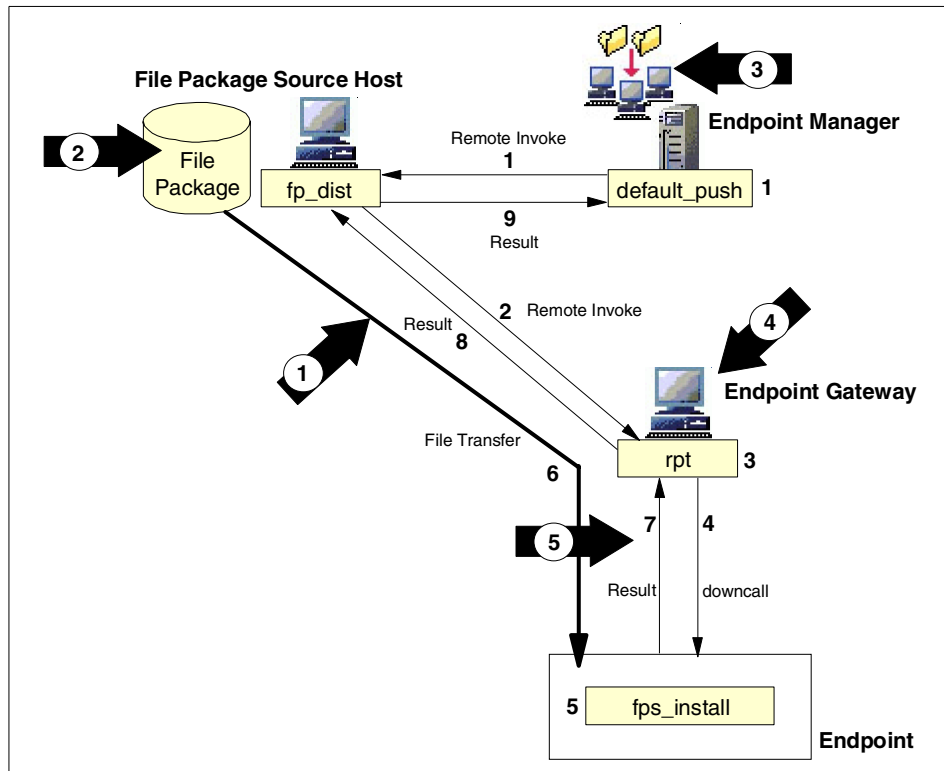 3
File Package Source Host
Endpoint Manager
2
File
Package
Remote Invoke
1
fp_dist
default_push
1
9
Result
4
2
Remote Invoke
Result
8
1
Endpoint Gateway
File Transfer
rpt
3
6
7
4
5
Result
downcall
5
fps_install
Endpoint